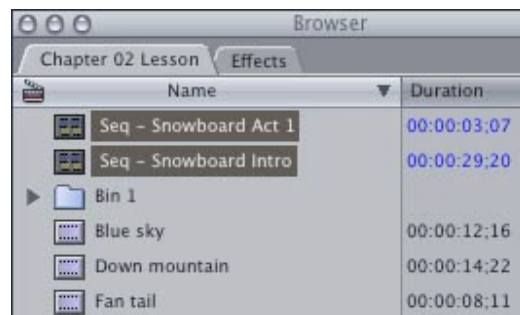 Browser
Chapter 02 Lesson Effects
Name Duration
Seq - Snowboard Act 1 00:00:03;07
Seq - Snowboard Intro 00:00:29;20
Bin 1
Blue sky 00:00:12;16
Down mountain 00:00:14;22
Fan tail 00:00:08;11